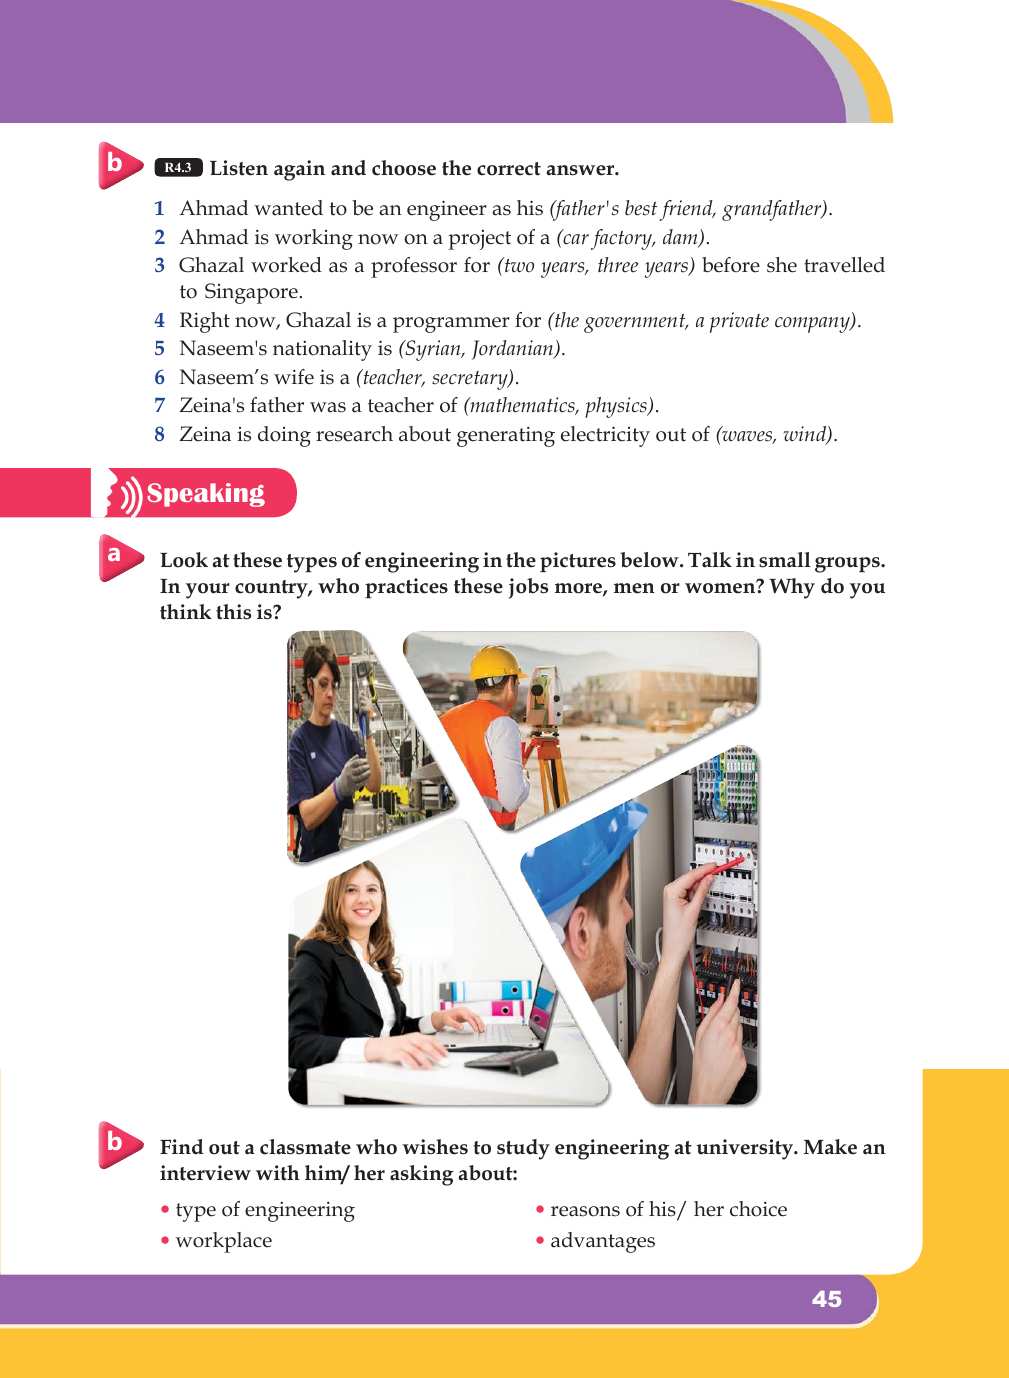 b
R4.3 Listen again and choose the correct answer.
1 Ahmad wanted to be an engineer as his (father's best friend, grandfather).
2 Ahmad is working now on a project of a (car factory, dam).
3 Ghazal worked as a professor for (two years, three years) before she travelled
to Singapore.
4 Right now, Ghazal is a programmer for (the government, a private company).
5 Naseem's nationality is (Syrian, Jordanian).
6 Naseem’s wife is a (teacher, secretary).
7 Zeina's father was a teacher of (mathematics, physics).
8 Zeina is doing research about generating electricity out of (waves, wind).
Speaking
a
Look at these types of engineering in the pictures below. Talk in small groups.
In your country, who practices these jobs more, men or women? Why do you
think this is?
b
Find out a classmate who wishes to study engineering at university. Make an
interview with him/ her asking about:
• type of engineering
• reasons of his/ her choice
• workplace
• advantages
45